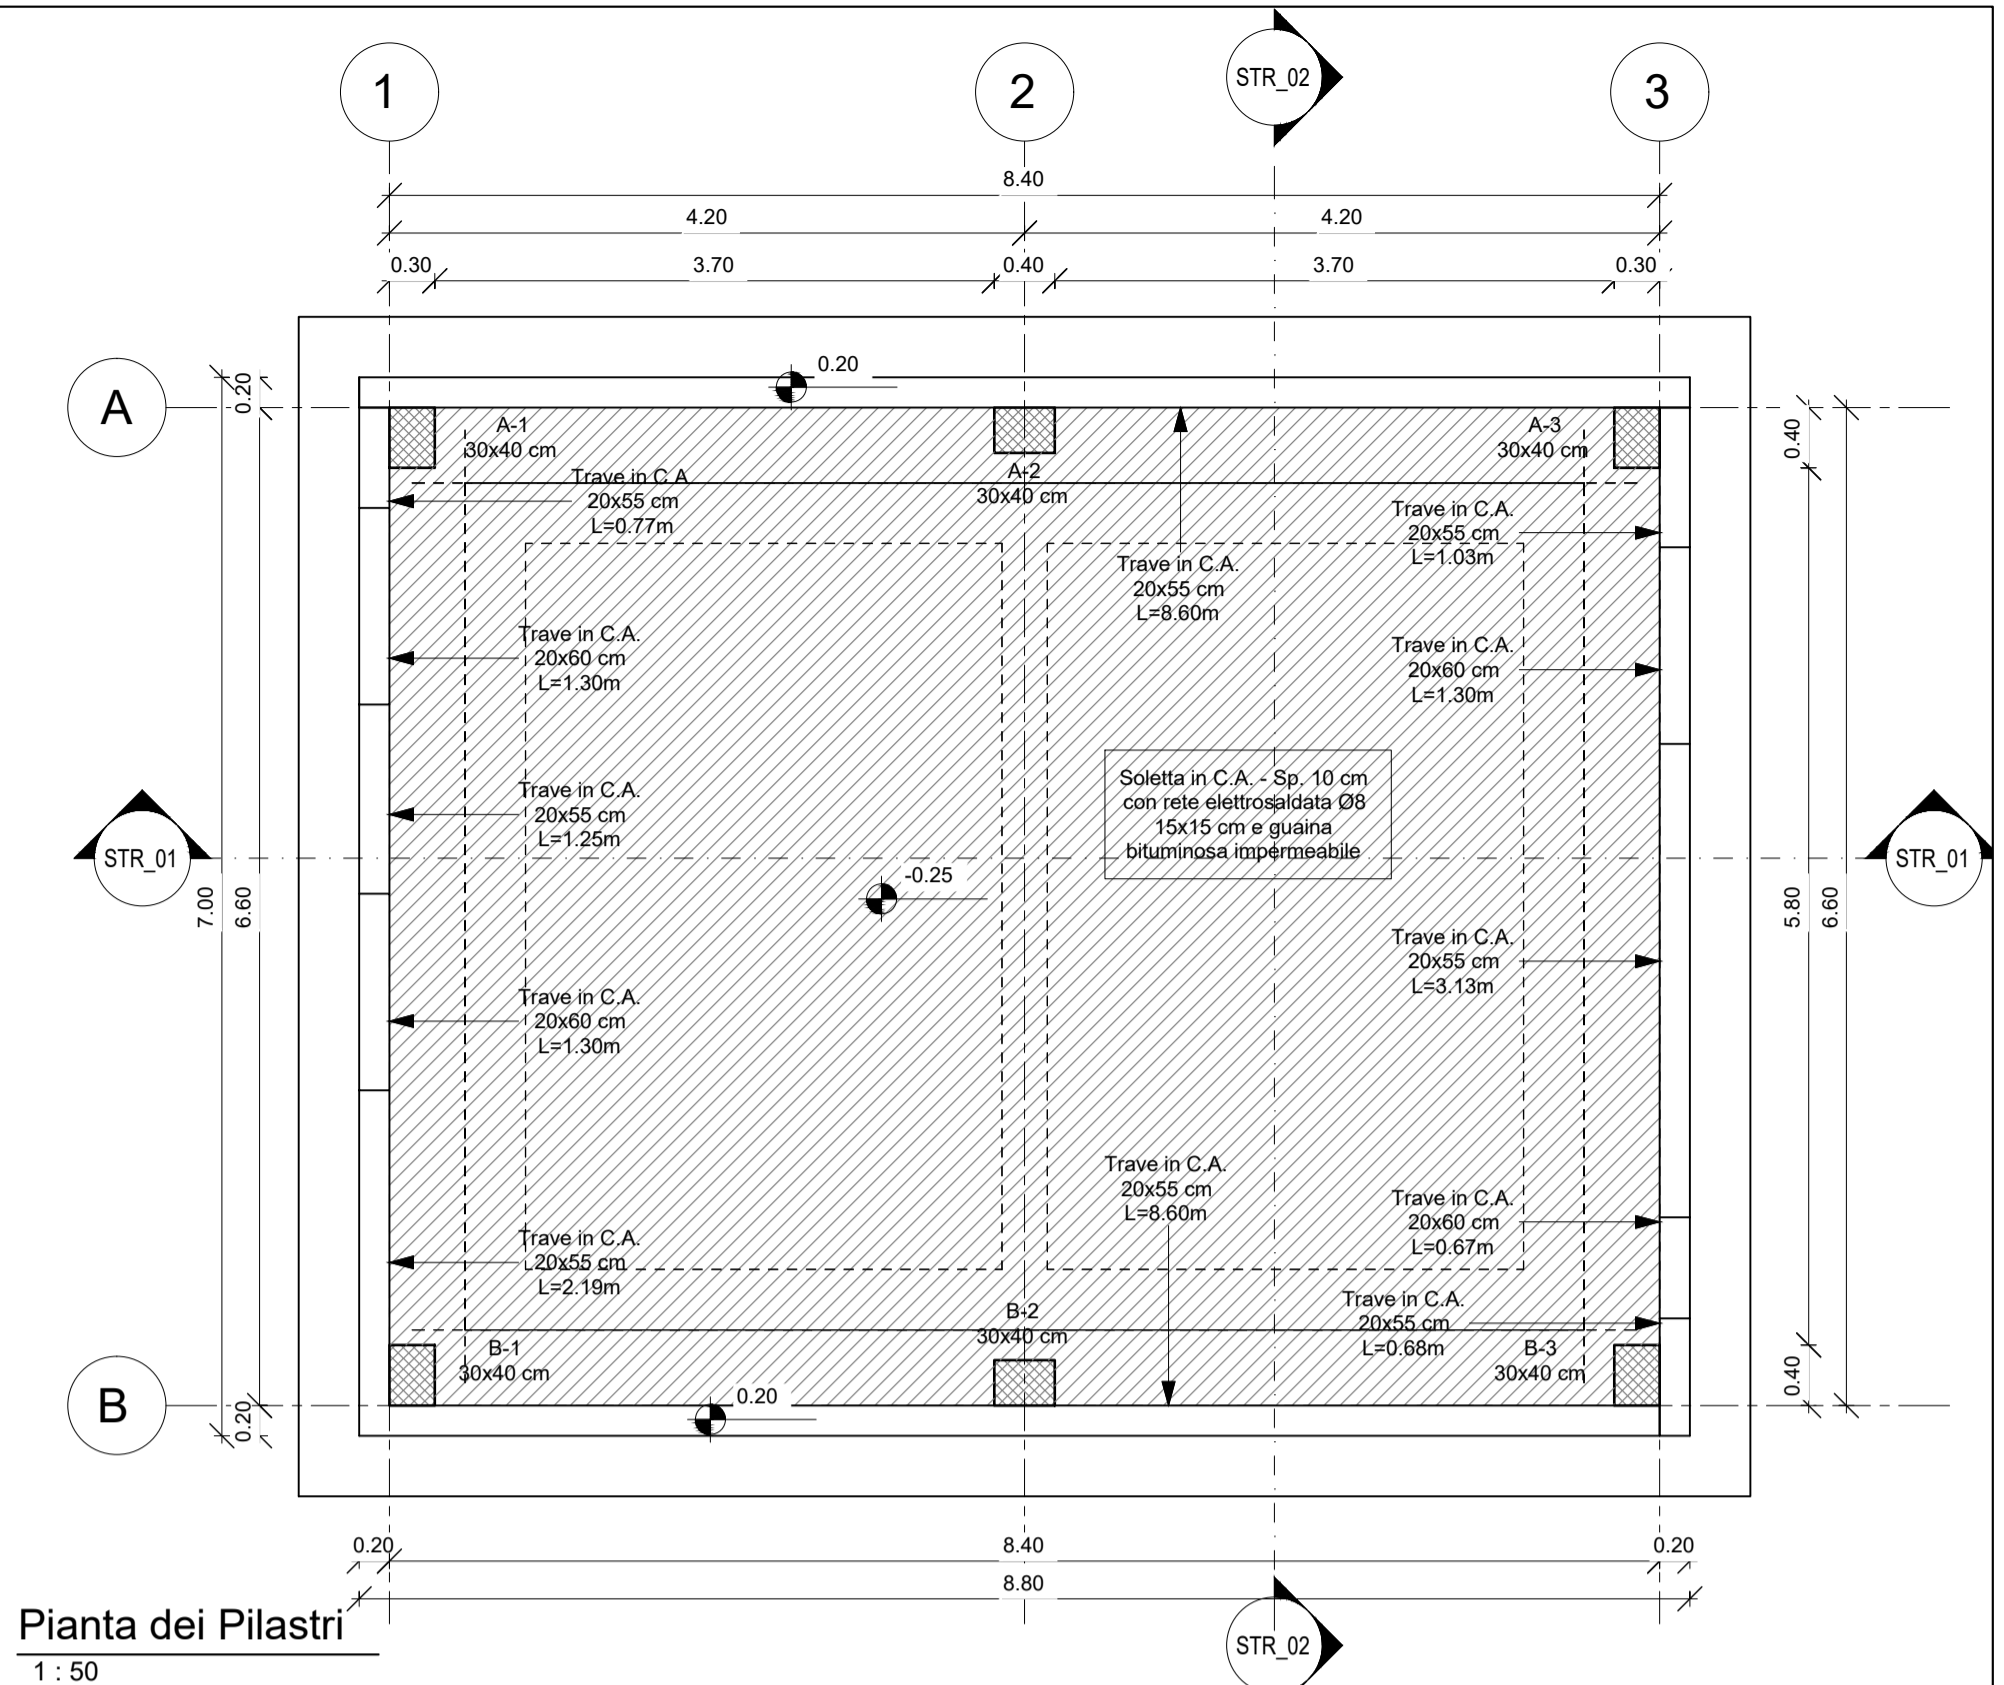 1
2
STR_02
3
8.40
4.20
4.20
0.30
3.70
0.40
3.70
0.30
A
0.20
0.20
A-1
30x40 cm
A-2
30x40 cm
A-3
30x40 cm
0.40
Trave in C.A
20x55 cm
L=0.77m
Trave in C.A.
20x55 cm
L=8.60m
Trave in C.A.
20x55 cm
L=1.03m
Trave in C.A.
20x60 cm
L=1.30m
Trave in C.A.
20x60 cm
L=1.30m
Trave in C.A.
20x55 cm
L=1.25m
Soletta in C.A. - Sp. 10 cm
con rete elettrosaldata Ø8
15x15 cm e guaina
bituminosa impermeabile
STR_01
STR_01
7.00
6.60
-0.25
5.80
6.60
Trave in C.A.
20x55 cm
L=3.13m
Trave in C.A.
20x60 cm
L=1.30m
Trave in C.A.
20x55 cm
L=8.60m
Trave in C.A.
20x60 cm
L=0.67m
Trave in C.A.
20x55 cm
L=2.19m
Trave in C.A.
20x55 cm
L=0.68m
B-1
30x40 cm
B-2
30x40 cm
B-3
30x40 cm
0.40
B
0.20
0.20
0.20
8.40
0.20
8.80
STR_02
Pianta dei Pilastri
1 : 50